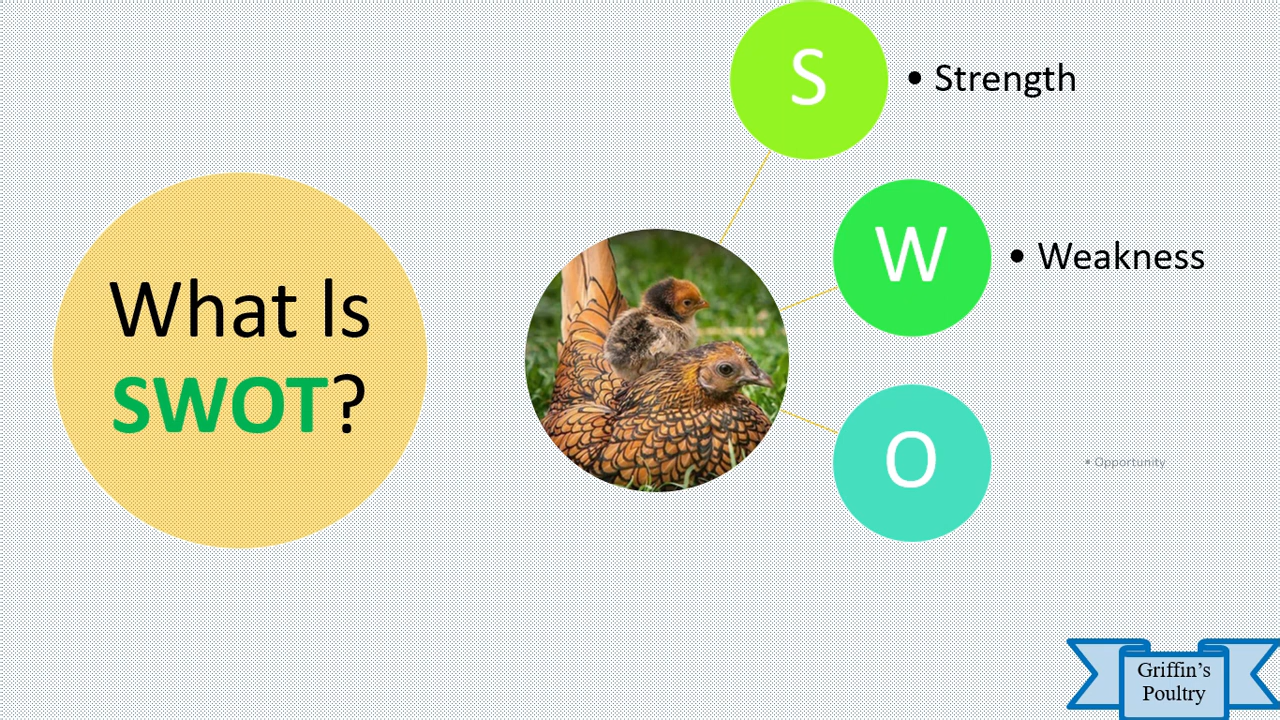 What Is
SWOT?
S
• Strength
W
• Weakness
O
• Opportunity
Griffin’s
Poultry